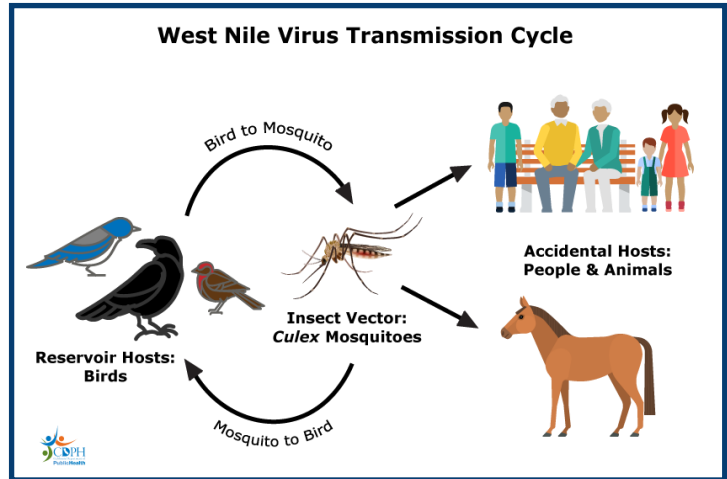 West Nile Virus Transmission Cycle
Bird to Mosquito
Accidental Hosts:
People & Animals
Insect Vector:
Culex Mosquitoes
Reservoir Hosts:
Birds
Mosquito to Bird
CDPH
PublicHealth